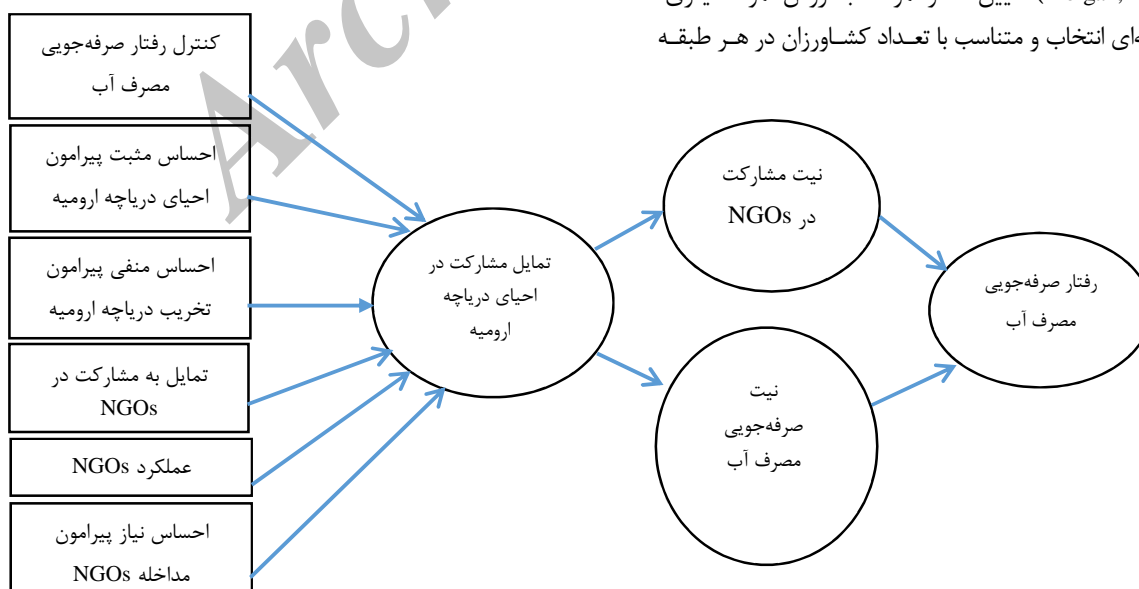 ه‌ای انتخاب و متناسب با تعـداد کشـاورزان در هـر طبقـه
کنترل رفتار صرفه‌جویی
مصرف آب
احساس مثبت پیرامون
احیای دریاچه ارومیه
احساس منفی پیرامون
تخریب دریاچه ارومیه
تمایل به مشارکت در
NGOs
عملکرد NGOs
احساس نیاز پیرامون
مداخله NGOs
تمایل مشارکت در
احیای دریاچه
ارومیه
نیت مشارکت
در NGOs
نیت
صرفه‌جویی
مصرف آب
رفتار صرفه‌جویی
مصرف آب
Arc